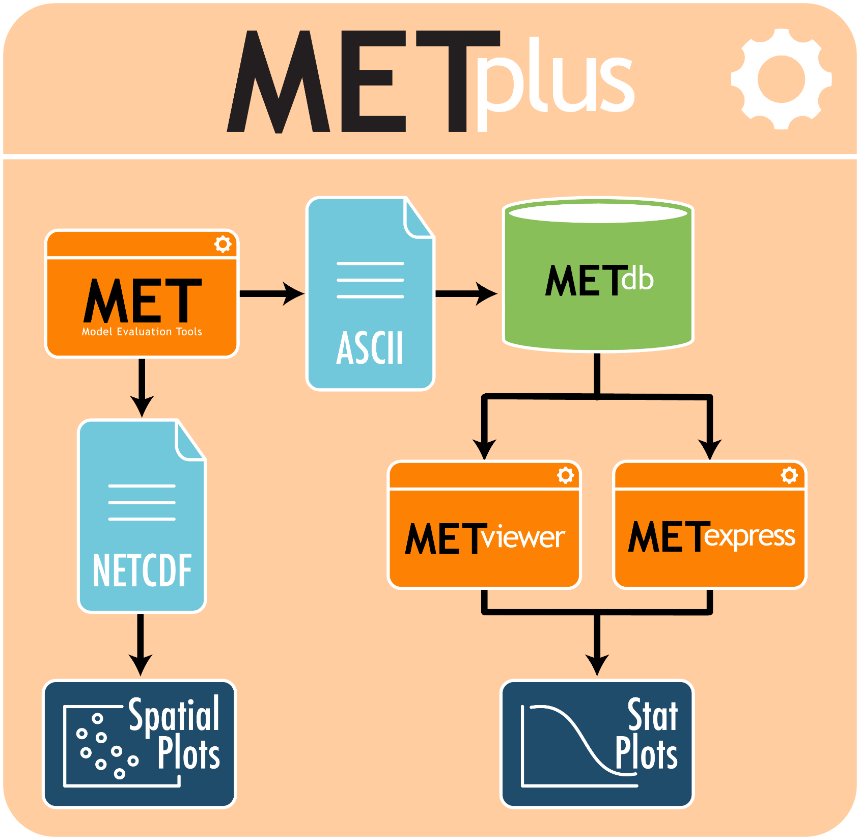 METplus
MET
Model Evaluation Tools
ASCII
METdb
NETCDF
METviewer
METexpress
Spatial
Plots
Stat
Plots